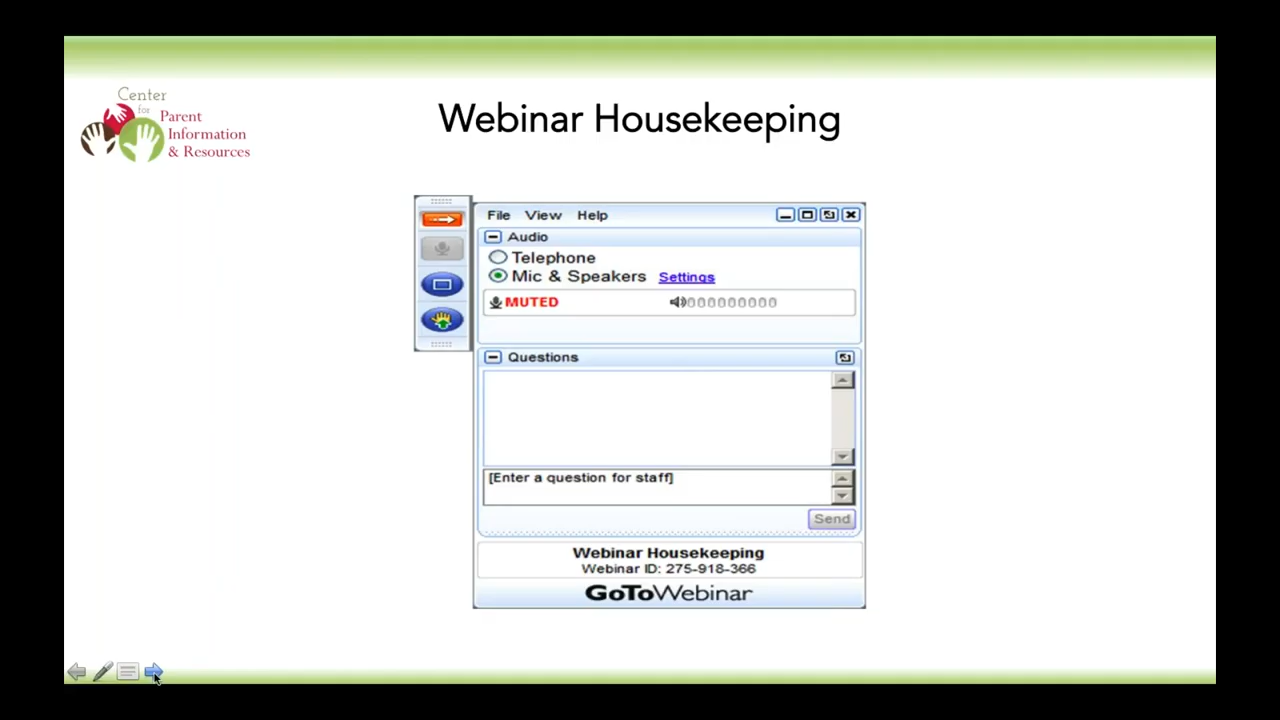 Center
for
Parent
Information
& Resources
Webinar Housekeeping
File View Help
Audio
Telephone
Mic & Speakers Settings
MUTED
Questions
[Enter a question for staff]
Send
Webinar Housekeeping
Webinar ID: 275-918-366
GoToWebinar